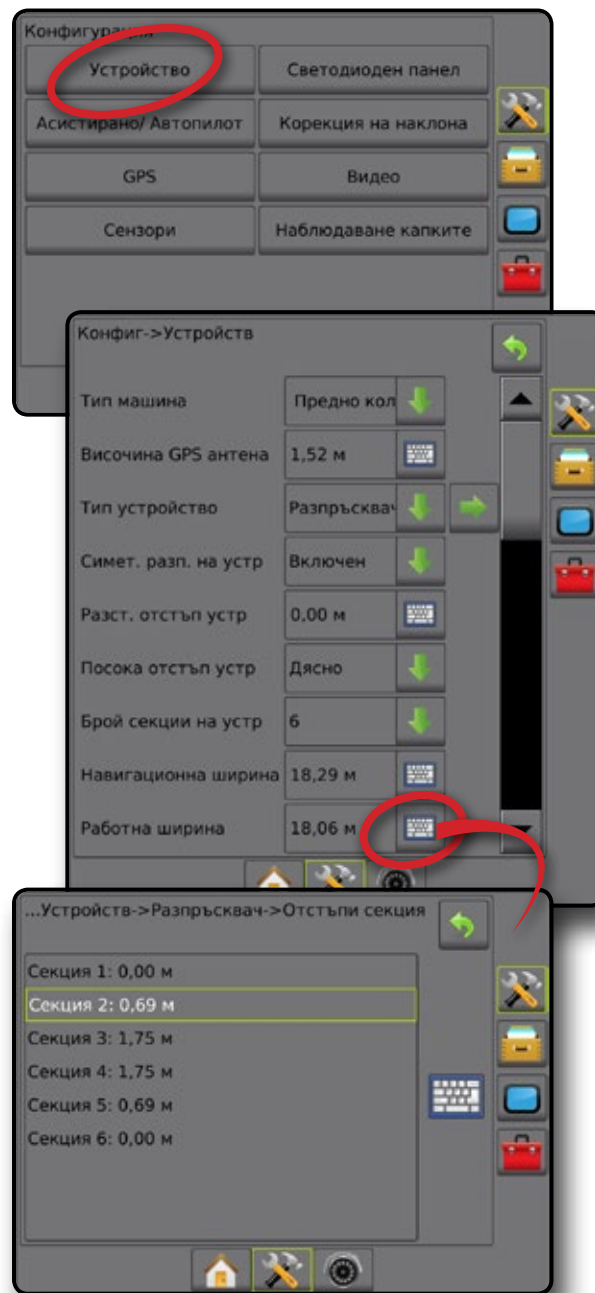 Конфигурация
Устройство
Светодиоден панел
Асистирано/ Автопилот
Корекция на наклона
GPS
Видео
Сензори
Наблюдаване капките
Конфиг->Устройств
Тип машина Предно кол
Височина GPS антена 1,52 м
Тип устройство Разпръсквач
Симет. разп. на устр Включен
Разст. отстъп устр 0,00 м
Посока отстъп устр Дясно
Брой секции на устр 6
Навигационна ширина 18,29 м
Работна ширина 18,06 м
...Устройств->Разпръсквач->Отстъпи секция
Секция 1: 0,00 м
Секция 2: 0,69 м
Секция 3: 1,75 м
Секция 4: 1,75 м
Секция 5: 0,69 м
Секция 6: 0,00 м